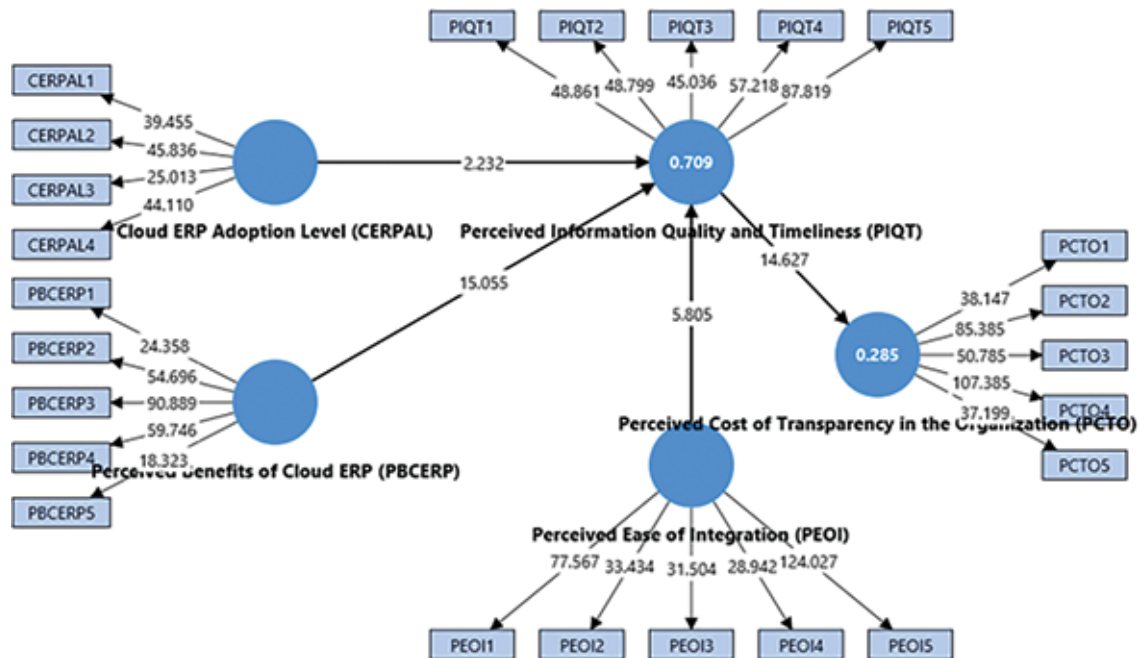 PIQT1 PIQT2 PIQT3 PIQT4 PIQT5
48.861 48.799 45.036 57.218 87.819
CERPAL1
CERPAL2
CERPAL3
CERPAL4
39.455
45.836
25.013
44.110
2.232
0.709
Cloud ERP Adoption Level (CERPAL)
Perceived Information Quality and Timeliness (PIQT)
PBCERP1
PBCERP2
PBCERP3
PBCERP4
PBCERP5
24.358
54.696
90.889
59.746
18.323
15.055
5.805
14.627
Perceived Benefits of Cloud ERP (PBCERP)
0.285
PCTO1
PCTO2
PCTO3
PCTO4
PCTO5
38.147
85.385
50.785
107.385
37.199
Perceived Cost of Transparency in the Organization (PCTO)
Perceived Ease of Integration (PEOI)
77.567 33.434 31.504 28.942 124.027
PEOI1 PEOI2 PEOI3 PEOI4 PEOI5